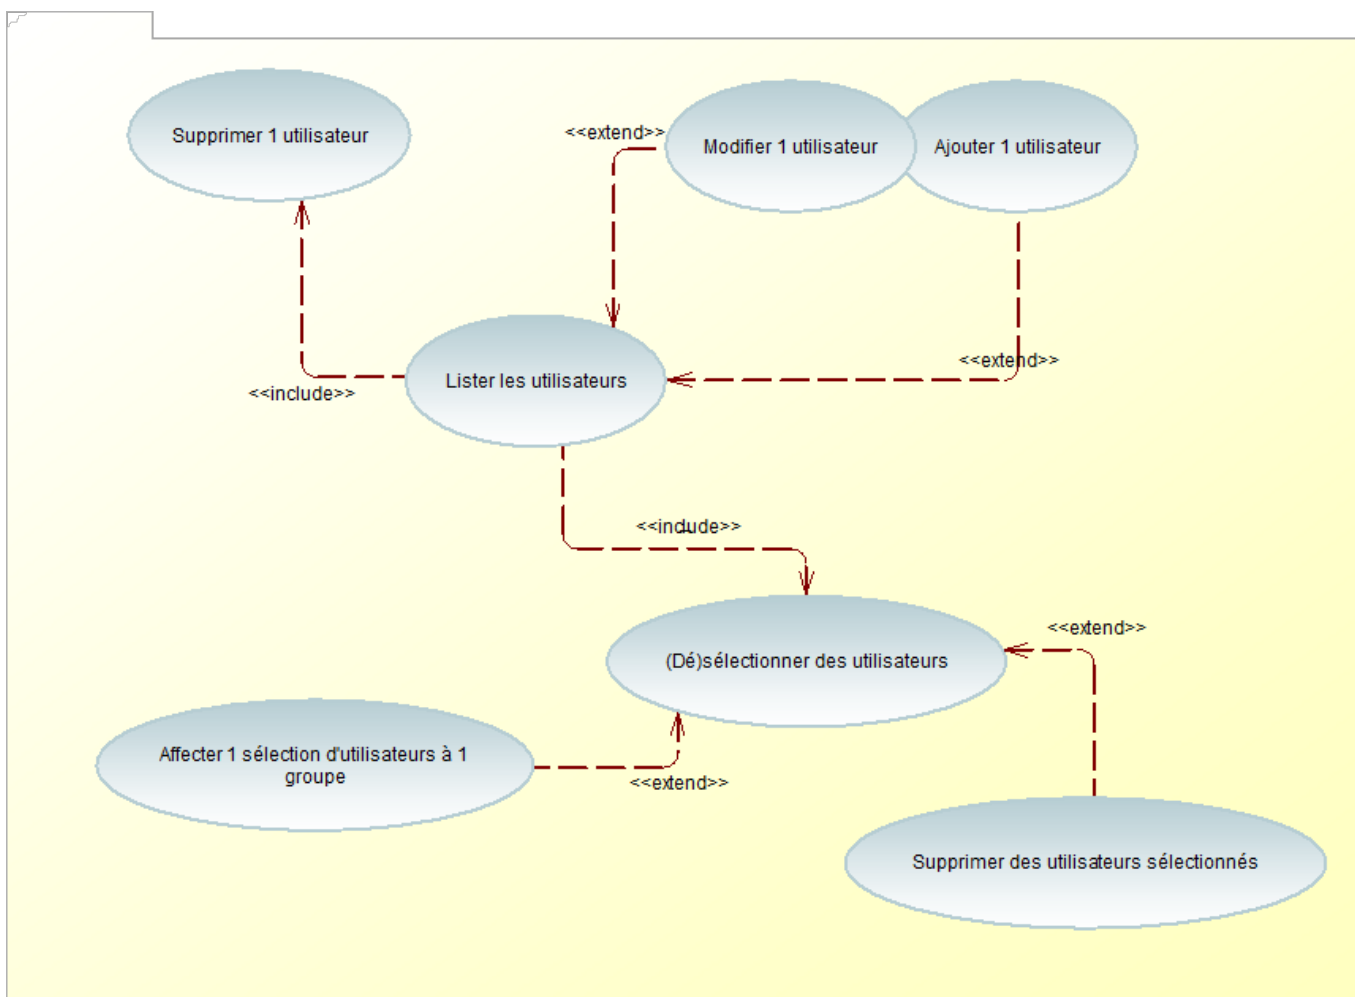 Supprimer 1 utilisateur
<<extend>>
Modifier 1 utilisateur
Ajouter 1 utilisateur
<<extend>>
Lister les utilisateurs
<<include>>
<<include>>
<<extend>>
(Dé)sélectionner des utilisateurs
Affecter 1 sélection d'utilisateurs à 1
groupe
<<extend>>
Supprimer des utilisateurs sélectionnés